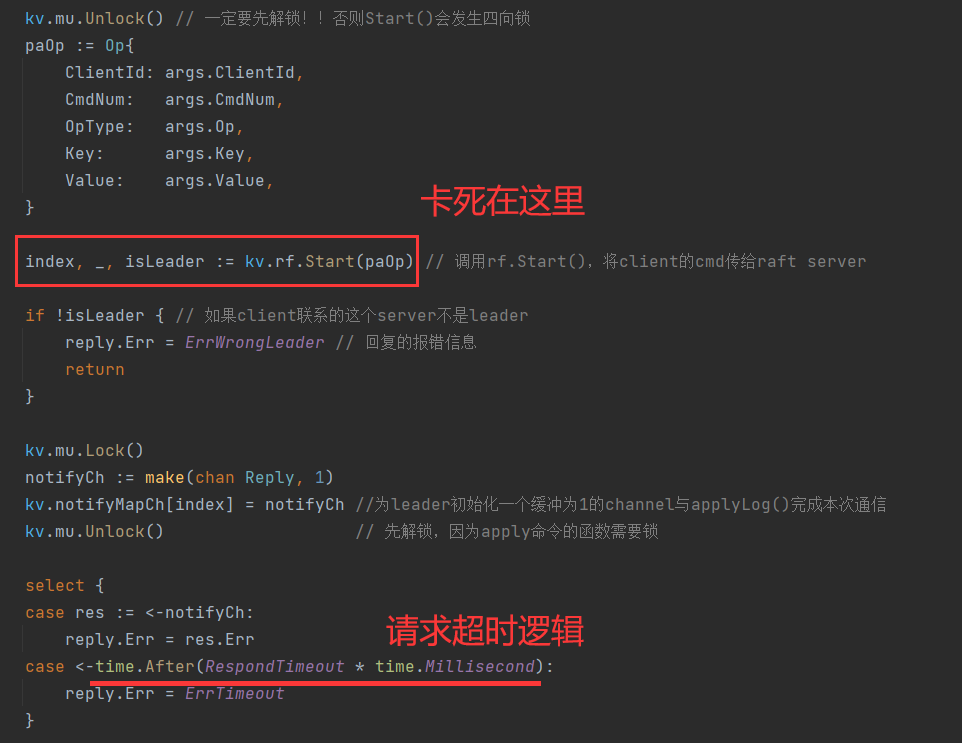 kv.mu.Unlock() // 一定要先解锁！！否则Start()会发生四向锁
paOp := Op{
    ClientId: args.ClientId,
    CmdNum:   args.CmdNum,
    OpType:   args.Op,
    Key:      args.Key,
    Value:    args.Value,
}
卡死在这里
index, _, isLeader := kv.rf.Start(paOp) // 调用rf.Start()，将client的cmd传给raft server
if !isLeader { // 如果client联系的这个server不是leader
    reply.Err = ErrWrongLeader // 回复的报错信息
    return
}
kv.mu.Lock()
notifyCh := make(chan Reply, 1)
kv.notifyMapCh[index] = notifyCh //为leader初始化一个缓冲为1的channel与applyLog()完成本次通信
kv.mu.Unlock()                   // 先解锁，因为apply命令的函数需要锁
select {
case res := <-notifyCh:
    reply.Err = res.Err
请求超时逻辑
case <-time.After(RespondTimeout * time.Millisecond):
    reply.Err = ErrTimeout
}